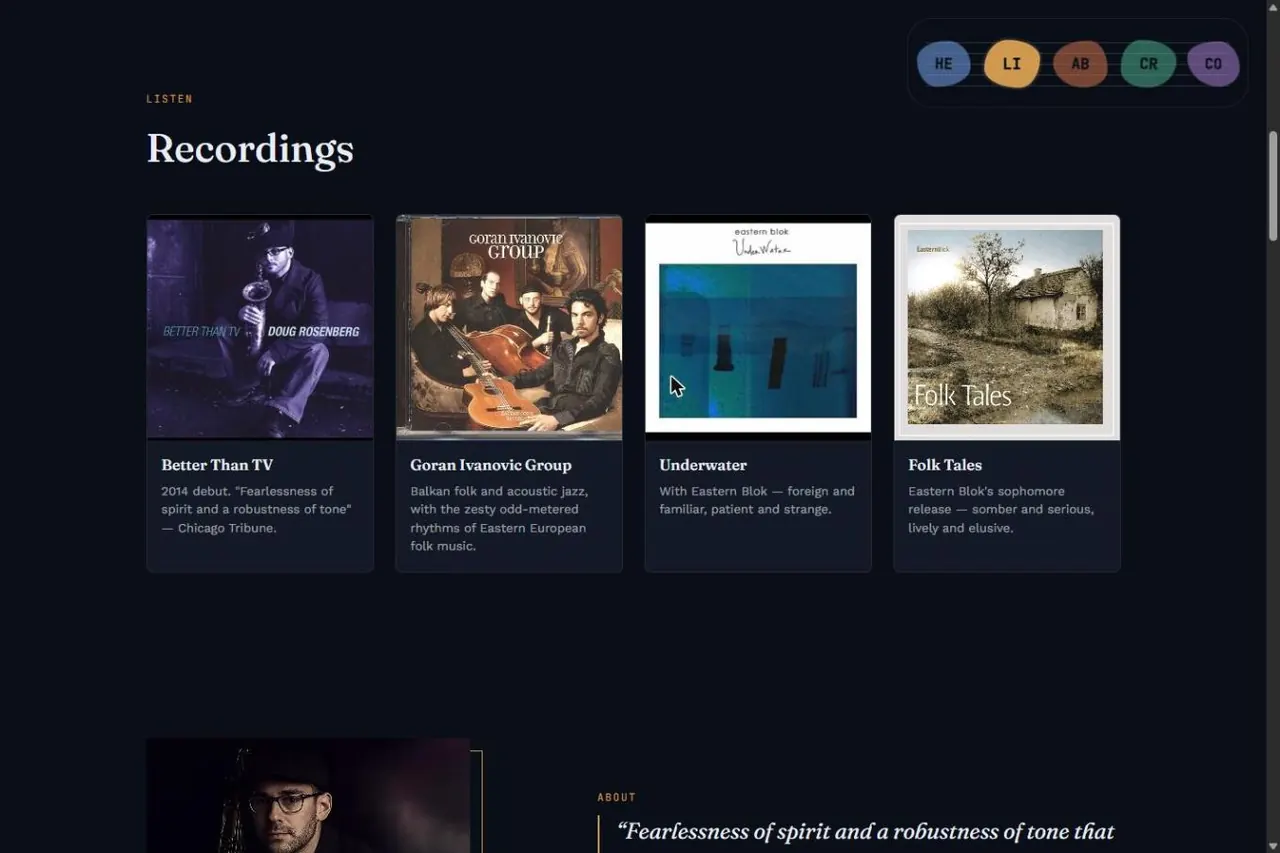 HE LI AB CR CO
LISTEN
Recordings
BETTER THAN TV DOUG ROSENBERG
GORAN IVANOVIC
GROUP
eastern blok
UnderWater
EasternBlok
Folk Tales
Better Than TV
2014 debut. "Fearlessness of
spirit and a robustness of tone"
— Chicago Tribune.
Goran Ivanovic Group
Balkan folk and acoustic jazz,
with the zesty odd-metered
rhythms of Eastern European
folk music.
Underwater
With Eastern Blok — foreign and
familiar, patient and strange.
Folk Tales
Eastern Blok's sophomore
release — somber and serious,
lively and elusive.
ABOUT
“Fearlessness of spirit and a robustness of tone that